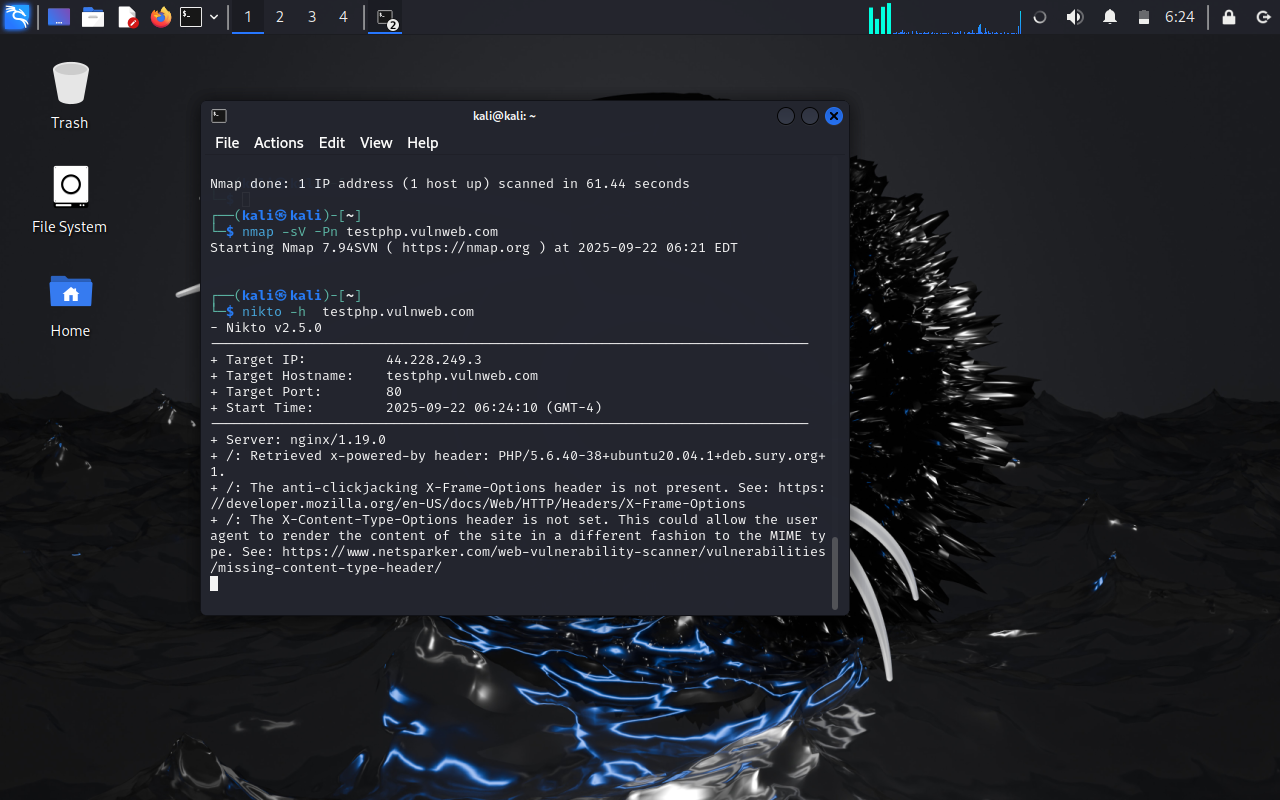 1 2 3 4 2 6:24
Trash
File System
Home
kali@kali: ~
File Actions Edit View Help
Nmap done: 1 IP address (1 host up) scanned in 61.44 seconds
┌──(kali㉿kali)-[~]
└─$ nmap -sV -Pn testphp.vulnweb.com
Starting Nmap 7.94SVN ( https://nmap.org ) at 2025-09-22 06:21 EDT
┌──(kali㉿kali)-[~]
└─$ nikto -h  testphp.vulnweb.com
- Nikto v2.5.0
---------------------------------------------------------------------------
+ Target IP:          44.228.249.3
+ Target Hostname:    testphp.vulnweb.com
+ Target Port:        80
+ Start Time:         2025-09-22 06:24:10 (GMT-4)
---------------------------------------------------------------------------
+ Server: nginx/1.19.0
+ /: Retrieved x-powered-by header: PHP/5.6.40-38+ubuntu20.04.1+deb.sury.org+
1.
+ /: The anti-clickjacking X-Frame-Options header is not present. See: https:
//developer.mozilla.org/en-US/docs/Web/HTTP/Headers/X-Frame-Options
+ /: The X-Content-Type-Options header is not set. This could allow the user
agent to render the content of the site in a different fashion to the MIME ty
pe. See: https://www.netsparker.com/web-vulnerability-scanner/vulnerabilities
/missing-content-type-header/